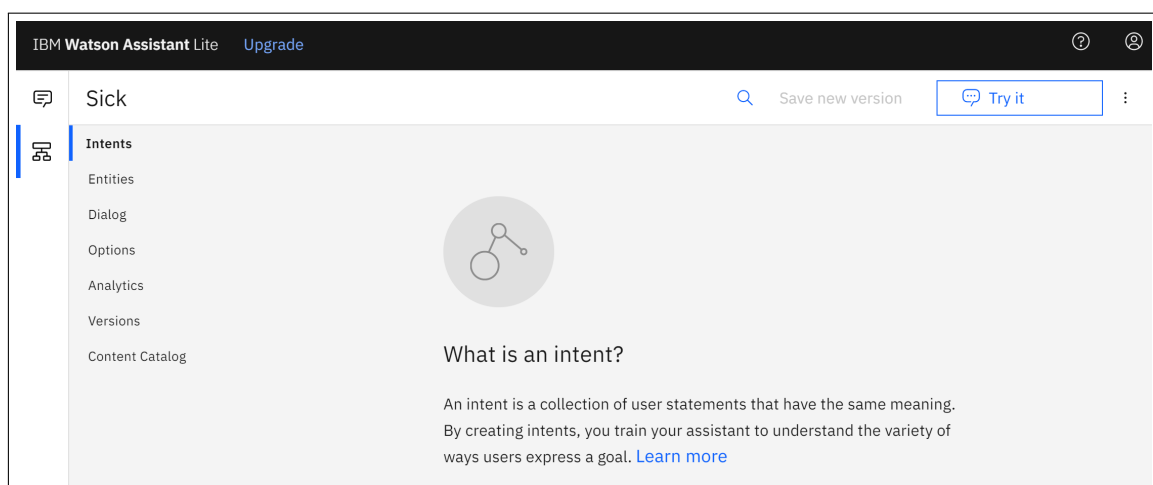 IBM Watson Assistant Lite Upgrade
Sick Save new version Try it
Intents
Entities
Dialog
Options
Analytics
Versions
Content Catalog
What is an intent?
An intent is a collection of user statements that have the same meaning.
By creating intents, you train your assistant to understand the variety of
ways users express a goal. Learn more